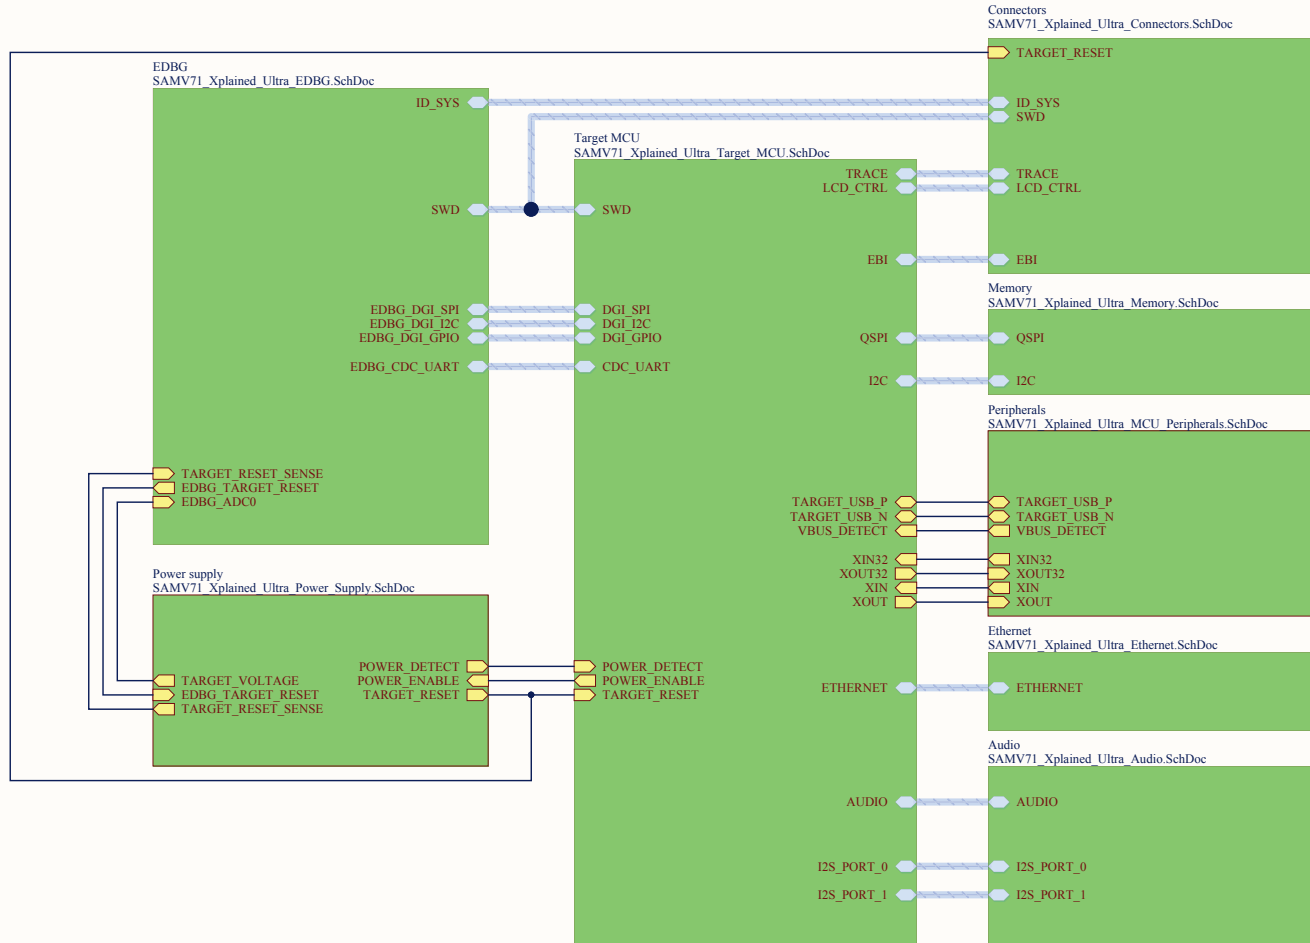 Connectors
SAMV71_Xplained_Ultra_Connectors.SchDoc
TARGET_RESET
ID_SYS
SWD
TRACE
LCD_CTRL
EBI
EDBG
SAMV71_Xplained_Ultra_EDBG.SchDoc
ID_SYS
SWD
EDBG_DGI_SPI
EDBG_DGI_I2C
EDBG_DGI_GPIO
EDBG_CDC_UART
TARGET_RESET_SENSE
EDBG_TARGET_RESET
EDBG_ADC0
Target MCU
SAMV71_Xplained_Ultra_Target_MCU.SchDoc
SWD
DGI_SPI
DGI_I2C
DGI_GPIO
CDC_UART
POWER_DETECT
POWER_ENABLE
TARGET_RESET
TRACE
LCD_CTRL
EBI
QSPI
I2C
TARGET_USB_P
TARGET_USB_N
VBUS_DETECT
XIN32
XOUT32
XIN
XOUT
ETHERNET
AUDIO
I2S_PORT_0
I2S_PORT_1
Memory
SAMV71_Xplained_Ultra_Memory.SchDoc
QSPI
I2C
Peripherals
SAMV71_Xplained_Ultra_MCU_Peripherals.SchDoc
TARGET_USB_P
TARGET_USB_N
VBUS_DETECT
XIN32
XOUT32
XIN
XOUT
Power supply
SAMV71_Xplained_Ultra_Power_Supply.SchDoc
POWER_DETECT
POWER_ENABLE
TARGET_RESET
TARGET_VOLTAGE
EDBG_TARGET_RESET
TARGET_RESET_SENSE
Ethernet
SAMV71_Xplained_Ultra_Ethernet.SchDoc
ETHERNET
Audio
SAMV71_Xplained_Ultra_Audio.SchDoc
AUDIO
I2S_PORT_0
I2S_PORT_1